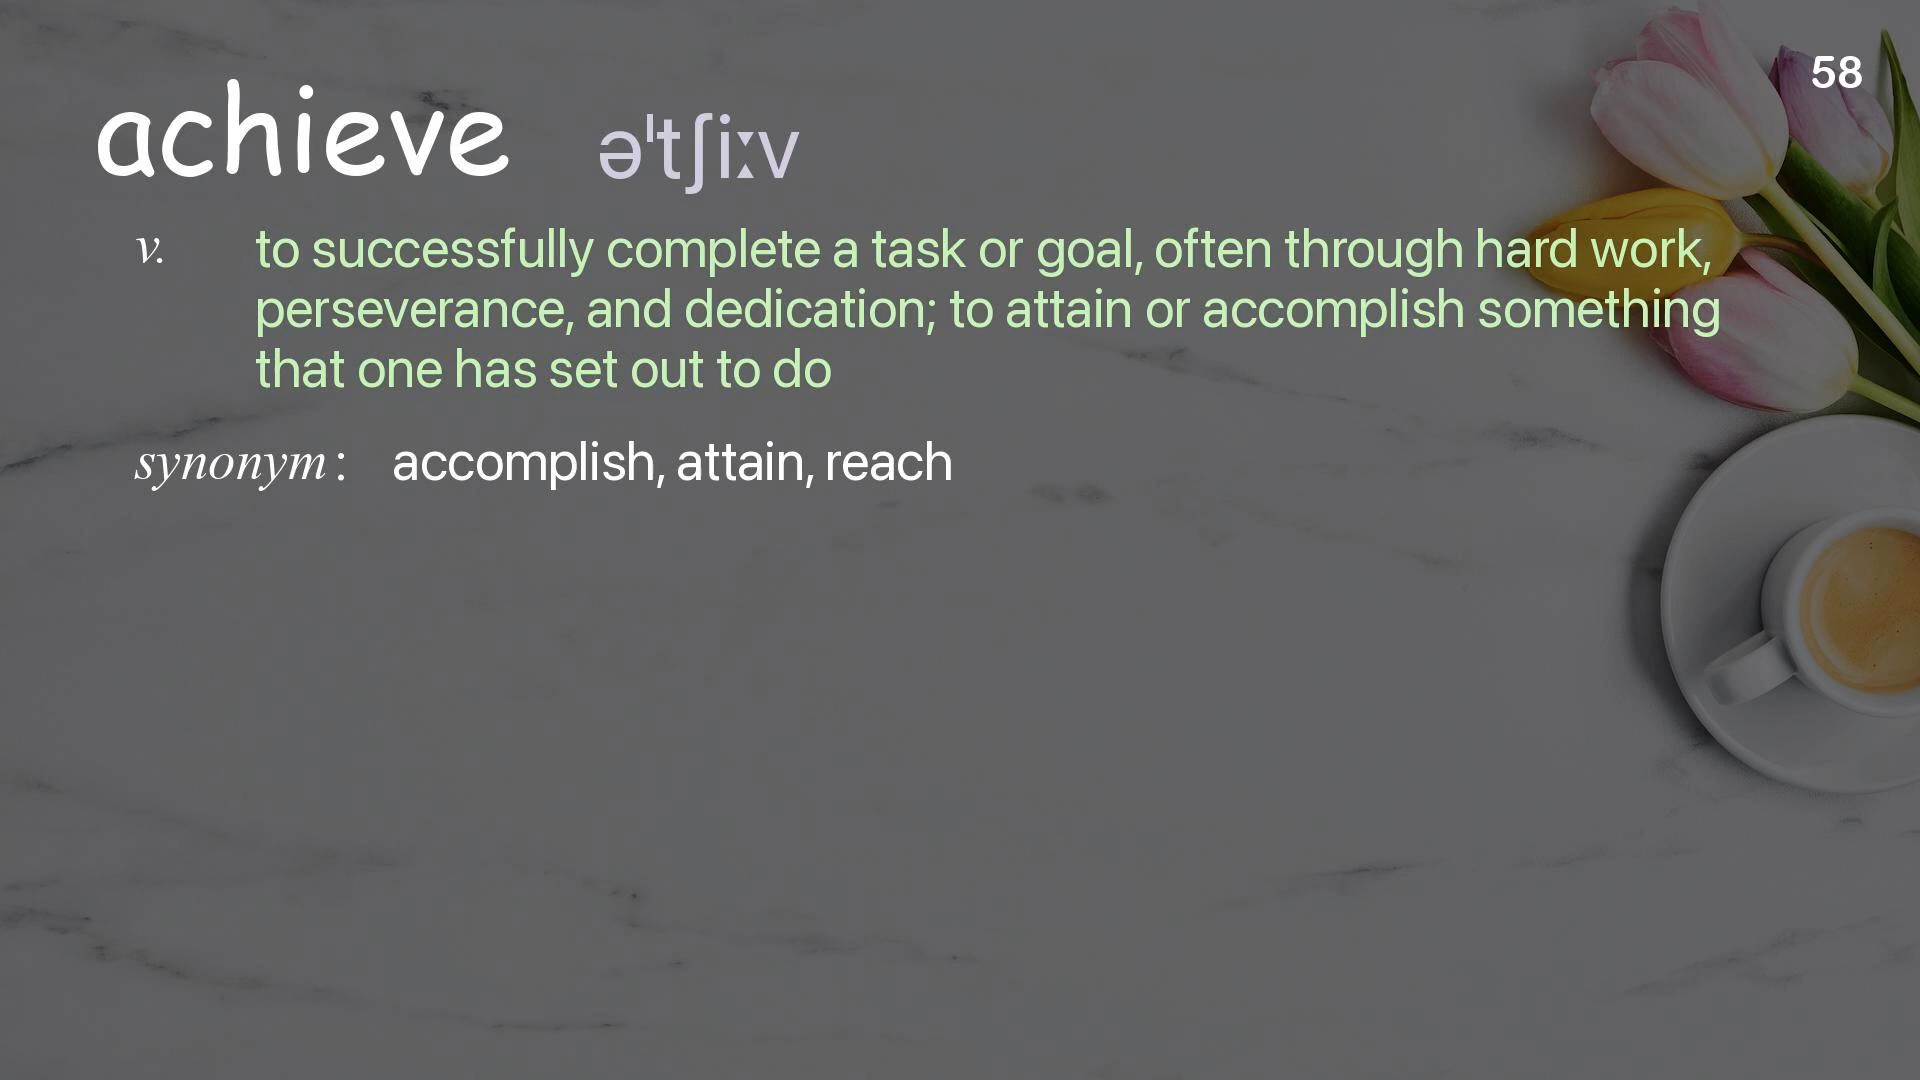 58
achieve əˈtʃiːv
v. to successfully complete a task or goal, often through hard work,
perseverance, and dedication; to attain or accomplish something
that one has set out to do
synonym : accomplish, attain, reach